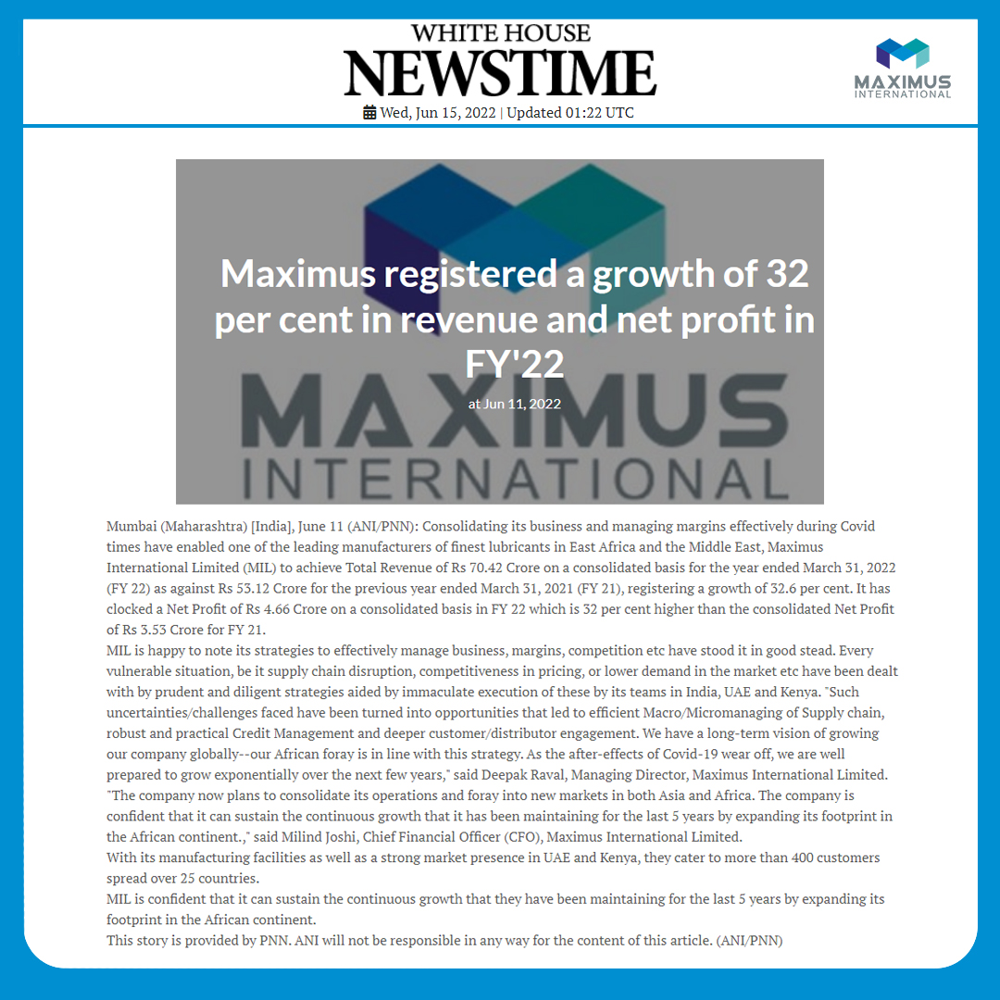 WHITE HOUSE
NEWSTIME
Wed, Jun 15, 2022 | Updated 01:22 UTC
MAXIMUS
INTERNATIONAL
Maximus registered a growth of 32
per cent in revenue and net profit in
FY'22
at Jun 11, 2022
MAXIMUS
INTERNATIONAL
Mumbai (Maharashtra) [India], June 11 (ANI/PNN): Consolidating its business and managing margins effectively during Covid
times have enabled one of the leading manufacturers of finest lubricants in East Africa and the Middle East, Maximus
International Limited (MIL) to achieve Total Revenue of Rs 70.42 Crore on a consolidated basis for the year ended March 31, 2022
(FY 22) as against Rs 53.12 Crore for the previous year ended March 31, 2021 (FY 21), registering a growth of 32.6 per cent. It has
clocked a Net Profit of Rs 4.66 Crore on a consolidated basis in FY 22 which is 32 per cent higher than the consolidated Net Profit
of Rs 3.53 Crore for FY 21.
MIL is happy to note its strategies to effectively manage business, margins, competition etc have stood it in good stead. Every
vulnerable situation, be it supply chain disruption, competitiveness in pricing, or lower demand in the market etc have been dealt
with by prudent and diligent strategies aided by immaculate execution of these by its teams in India, UAE and Kenya. "Such
uncertainties/challenges faced have been turned into opportunities that led to efficient Macro/Micromanaging of Supply chain,
robust and practical Credit Management and deeper customer/distributor engagement. We have a long-term vision of growing
our company globally--our African foray is in line with this strategy. As the after-effects of Covid-19 wear off, we are well
prepared to grow exponentially over the next few years," said Deepak Raval, Managing Director, Maximus International Limited.
"The company now plans to consolidate its operations and foray into new markets in both Asia and Africa. The company is
confident that it can sustain the continuous growth that it has been maintaining for the last 5 years by expanding its footprint in
the African continent.," said Milind Joshi, Chief Financial Officer (CFO), Maximus International Limited.
With its manufacturing facilities as well as a strong market presence in UAE and Kenya, they cater to more than 400 customers
spread over 25 countries.
MIL is confident that it can sustain the continuous growth that they have been maintaining for the last 5 years by expanding its
footprint in the African continent.
This story is provided by PNN. ANI will not be responsible in any way for the content of this article. (ANI/PNN)